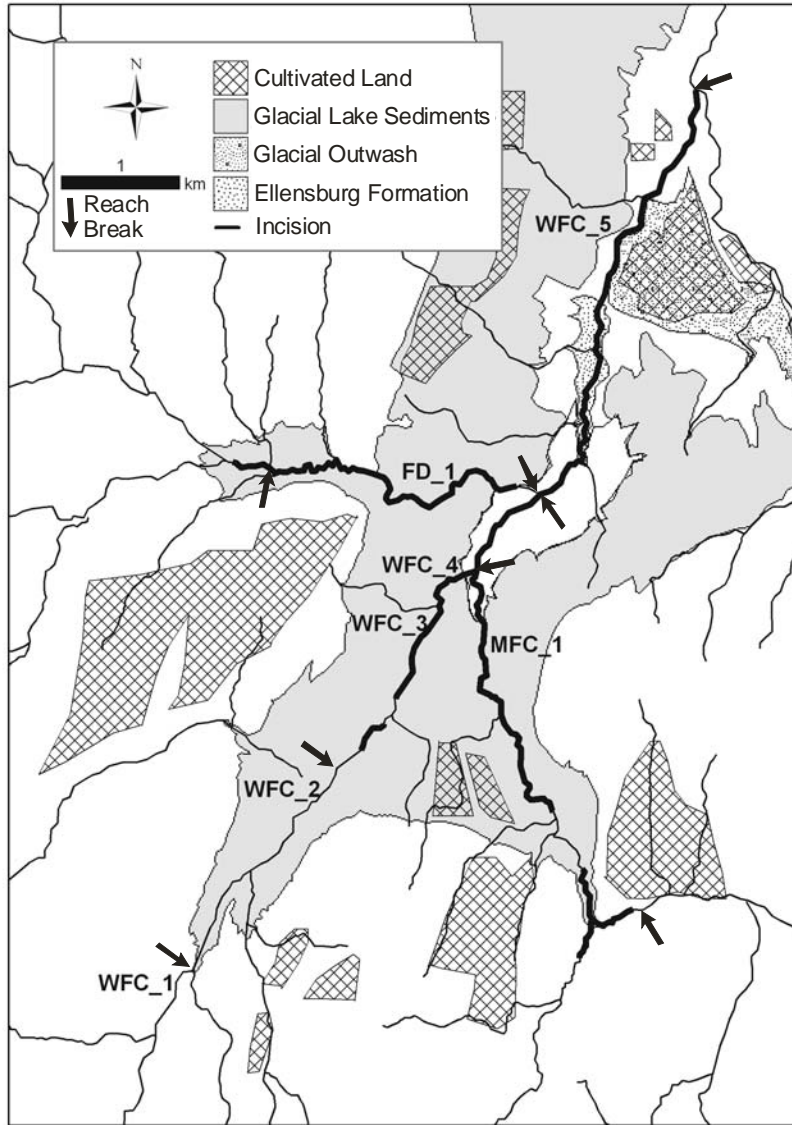 N
1
km
Reach
Break
Cultivated Land
Glacial Lake Sediments
Glacial Outwash
Ellensburg Formation
Incision
WFC_5
FD_1
WFC_4
WFC_3
MFC_1
WFC_2
WFC_1